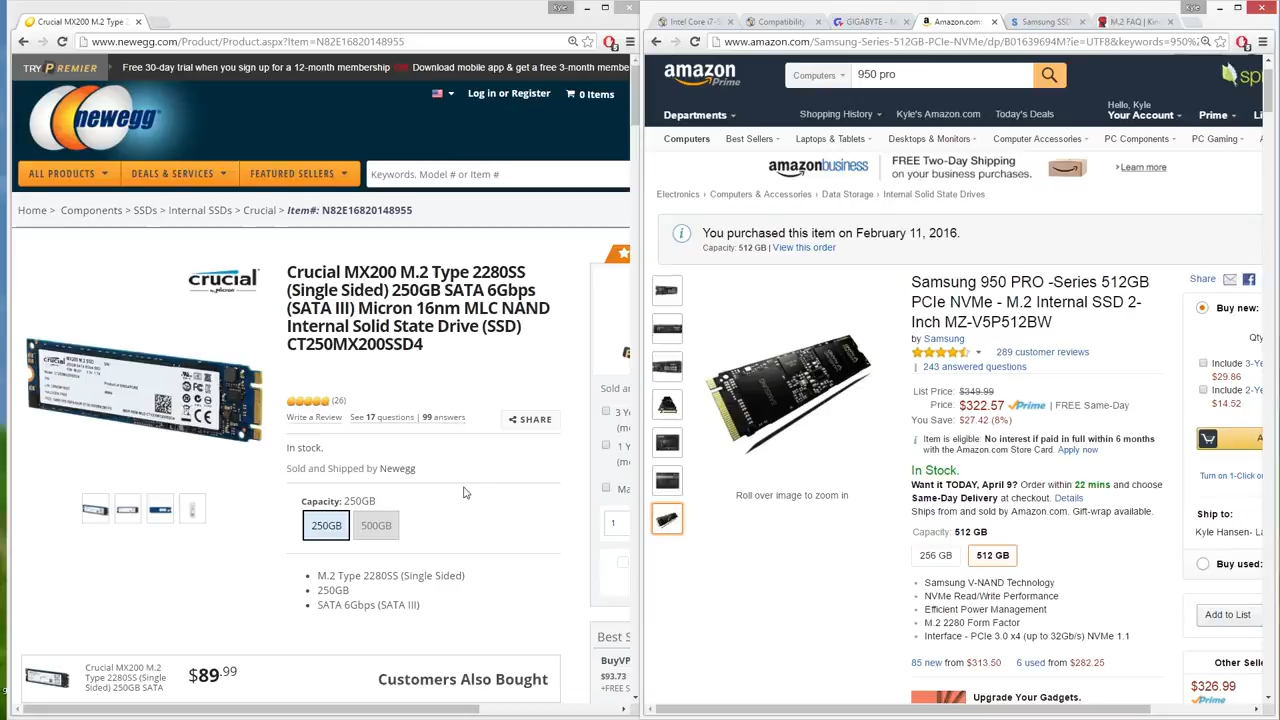 Kyle
Crucial MX200 M.2 Type 2
www.newegg.com/Product/Product.aspx?Item=N82E16820148955
TRY PREMIER
Free 30-day trial when you sign up for a 12-month membership
Download mobile app & get a free 3-month membe
newegg
Log in or Register
0 Items
ALL PRODUCTS
DEALS & SERVICES
FEATURED SELLERS
Keywords, Model # or Item #
Home > Components > SSDs > Internal SSDs > Crucial > Item#: N82E16820148955
crucial
by Micron
Crucial MX200 M.2 Type 2280SS
(Single Sided) 250GB SATA 6Gbps
(SATA III) Micron 16nm MLC NAND
Internal Solid State Drive (SSD)
CT250MX200SSD4
(26)
Write a Review
See 17 questions | 99 answers
SHARE
In stock.
Sold and Shipped by Newegg
Capacity: 250GB
250GB
500GB
M.2 Type 2280SS (Single Sided)
250GB
SATA 6Gbps (SATA III)
Sold an
3 Ye
(mo
1 Y
(mo
Ma
1
Best S
BuyVP
$93.73
+FREE S
Crucial MX200 M.2
Type 2280SS (Single
Sided) 250GB SATA
$89.99
Customers Also Bought
Kyle
Intel Core i7-5
Compatibility
GIGABYTE - M
Amazon.com:
Samsung SSD
M.2 FAQ | Kin
www.amazon.com/Samsung-Series-512GB-PCIe-NVMe/dp/B01639694M?ie=UTF8&keywords=950%
amazon
Prime
Computers
950 pro
Departments
Shopping History
Kyle's Amazon.com
Today's Deals
Hello, Kyle
Your Account
Prime
Li
Computers
Best Sellers
Laptops & Tablets
Desktops & Monitors
Computer Accessories
PC Components
PC Gaming
amazonbusiness
FREE Two-Day Shipping
on your business purchases.
Learn more
Electronics › Computers & Accessories › Data Storage › Internal Solid State Drives
You purchased this item on February 11, 2016.
Capacity: 512 GB | View this order
Samsung 950 PRO -Series 512GB
PCIe NVMe - M.2 Internal SSD 2-
Inch MZ-V5P512BW
by Samsung
289 customer reviews
| 243 answered questions
List Price: $349.99
Price: $322.57 Prime | FREE Same-Day
You Save: $27.42 (8%)
Item is eligible: No interest if paid in full within 6 months
with the Amazon.com Store Card. Apply now
In Stock.
Want it TODAY, April 9? Order within 22 mins and choose
Same-Day Delivery at checkout. Details
Ships from and sold by Amazon.com. Gift-wrap available.
Capacity: 512 GB
256 GB
512 GB
Samsung V-NAND Technology
NVMe Read/Write Performance
Efficient Power Management
M.2 2280 Form Factor
Interface - PCIe 3.0 x4 (up to 32Gb/s) NVMe 1.1
85 new from $313.50
6 used from $282.25
Upgrade Your Gadgets.
Roll over image to zoom in
Share
Buy new:
Qty
Include 3-Ye
$29.86
Include 2-Ye
$14.52
A
Turn on 1-Click o
Ship to:
Kyle Hansen- La
Buy used:
Add to List
Other Selle
$326.99
Prime